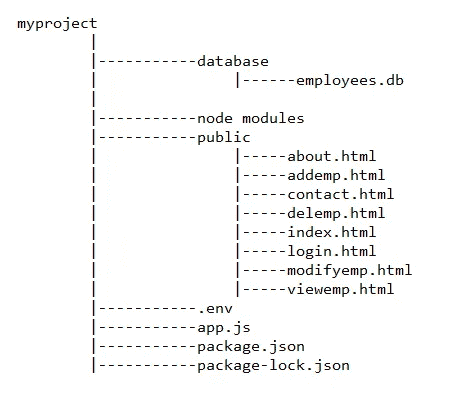 myproject
|
|-----------database
|               |------employees.db
|
|-----------node modules
|-----------public
|               |-----about.html
|               |-----addemp.html
|               |-----contact.html
|               |-----delemp.html
|               |-----index.html
|               |-----login.html
|               |-----modifyemp.html
|               |-----viewemp.html
|-----------.env
|-----------app.js
|-----------package.json
|-----------package-lock.json